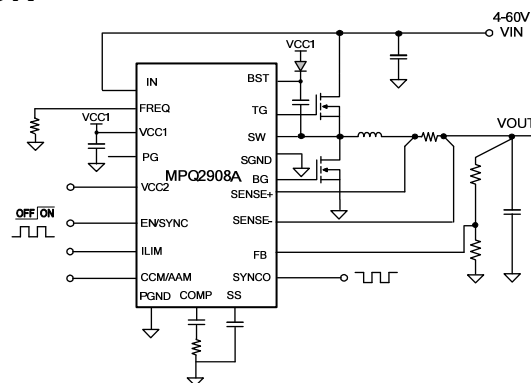 4-60V
VIN
VCC1
IN
BST
FREQ
TG
VCC1
VCC1
SW
VOUT
PG
SGND
MPQ2908A
BG
VCC2
SENSE+
OFF ON
EN/SYNC
SENSE-
ILIM
FB
CCM/AAM
SYNCO
PGND COMP SS